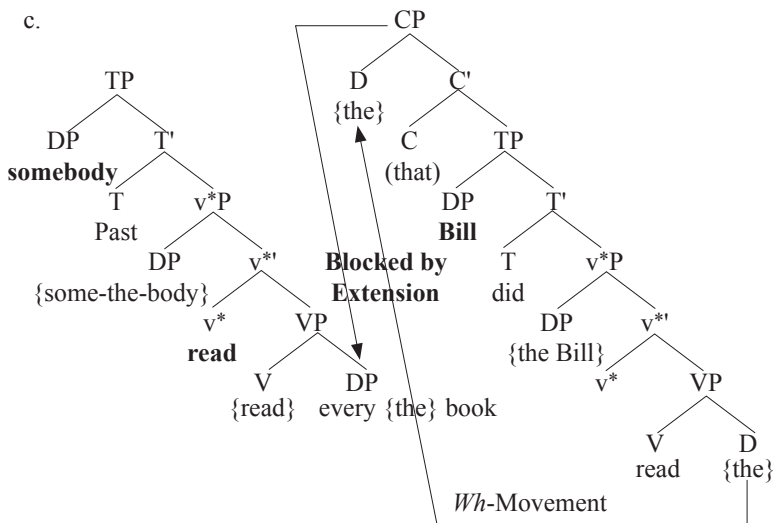 c.
CP
D C'
{the}
TP
C TP
DP T'
(that)
somebody
T v*P
DP T'
Past
Bill
DP v*'
Blocked by
T v*P
{some-the-body}
Extension
did
v* VP
DP v*'
read
{the Bill}
V DP
v* VP
{read} every {the} book
V D
read {the}
Wh-Movement